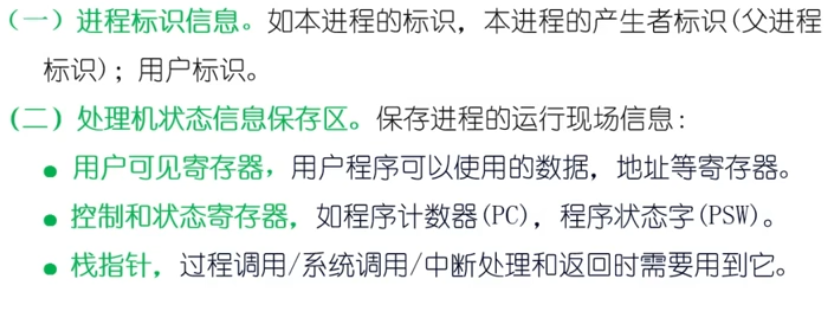 （一）进程标识信息。如本进程的标识，本进程的产生者标识(父进程
标识)；用户标识。
（二）处理机状态信息保存区。保存进程的运行现场信息：
● 用户可见寄存器，用户程序可以使用的数据，地址等寄存器。
● 控制和状态寄存器，如程序计数器(PC)，程序状态字(PSW)。
● 栈指针，过程调用/系统调用/中断处理和返回时需要用到它。